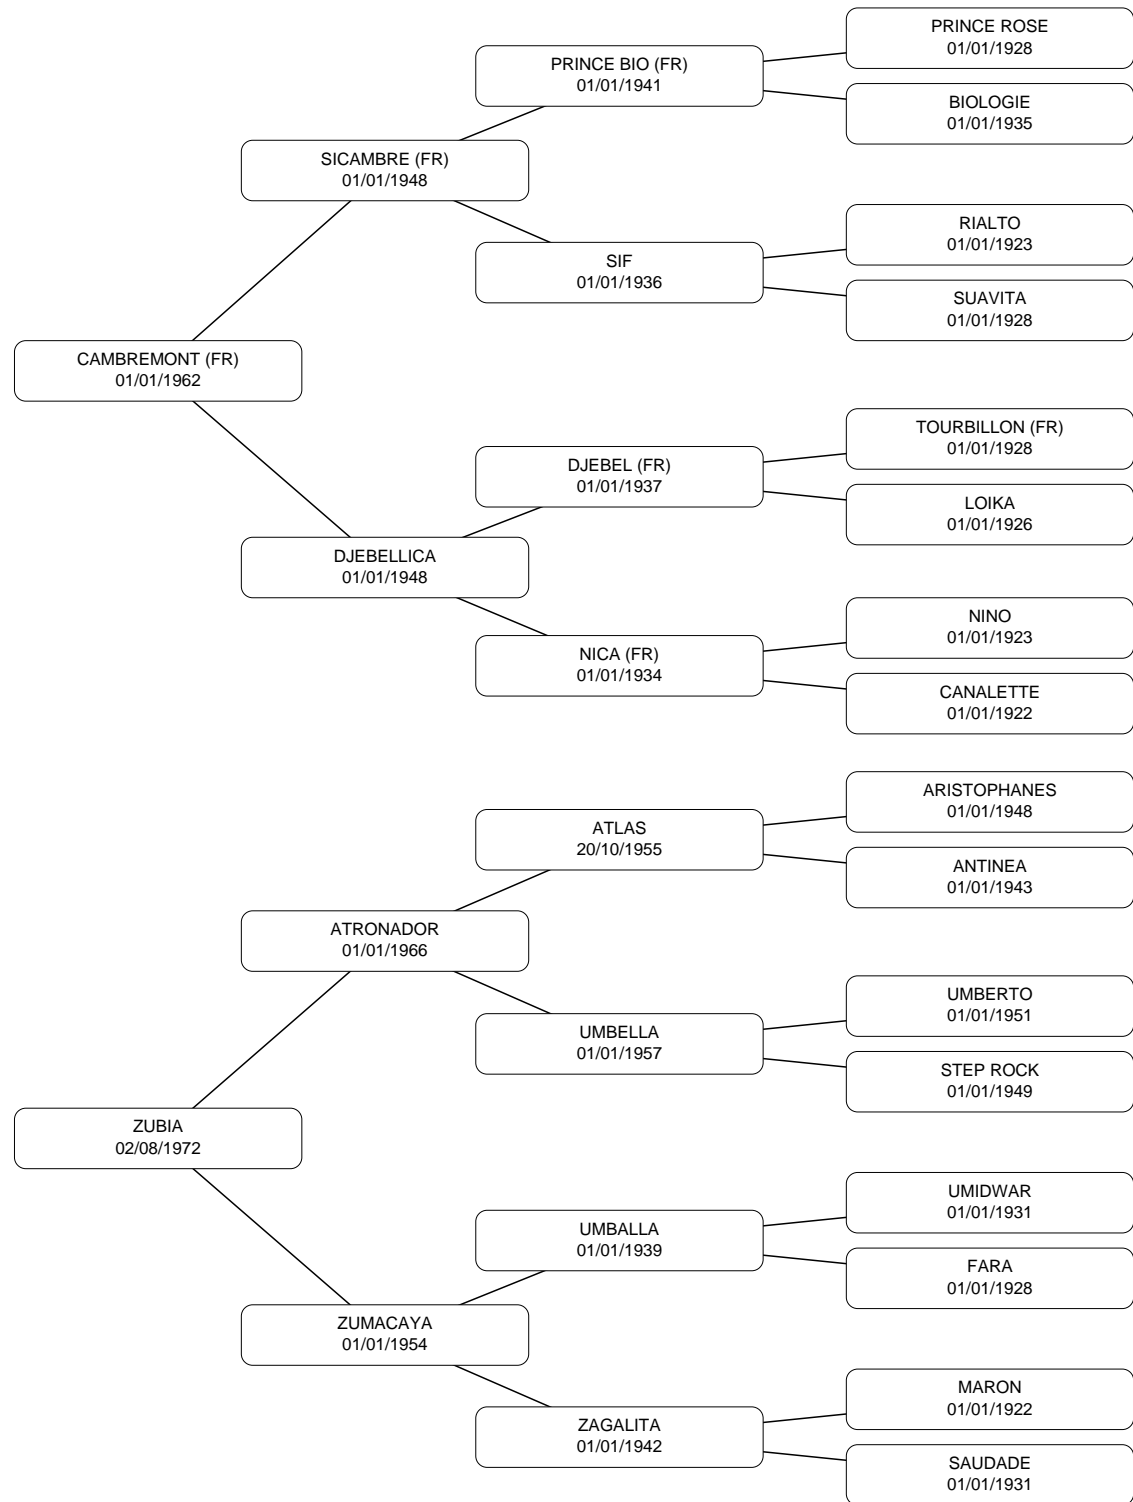 PRINCE ROSE
01/01/1928
PRINCE BIO (FR)
01/01/1941
BIOLOGIE
01/01/1935
SICAMBRE (FR)
01/01/1948
RIALTO
01/01/1923
SIF
01/01/1936
SUAVITA
01/01/1928
CAMBREMONT (FR)
01/01/1962
TOURBILLON (FR)
01/01/1928
DJEBEL (FR)
01/01/1937
LOIKA
01/01/1926
DJEBELLICA
01/01/1948
NINO
01/01/1923
NICA (FR)
01/01/1934
CANALETTE
01/01/1922
ARISTOPHANES
01/01/1948
ATLAS
20/10/1955
ANTINEA
01/01/1943
ATRONADOR
01/01/1966
UMBERTO
01/01/1951
UMBELLA
01/01/1957
STEP ROCK
01/01/1949
ZUBIA
02/08/1972
UMIDWAR
01/01/1931
UMBALLA
01/01/1939
FARA
01/01/1928
ZUMACAYA
01/01/1954
MARON
01/01/1922
ZAGALITA
01/01/1942
SAUDADE
01/01/1931